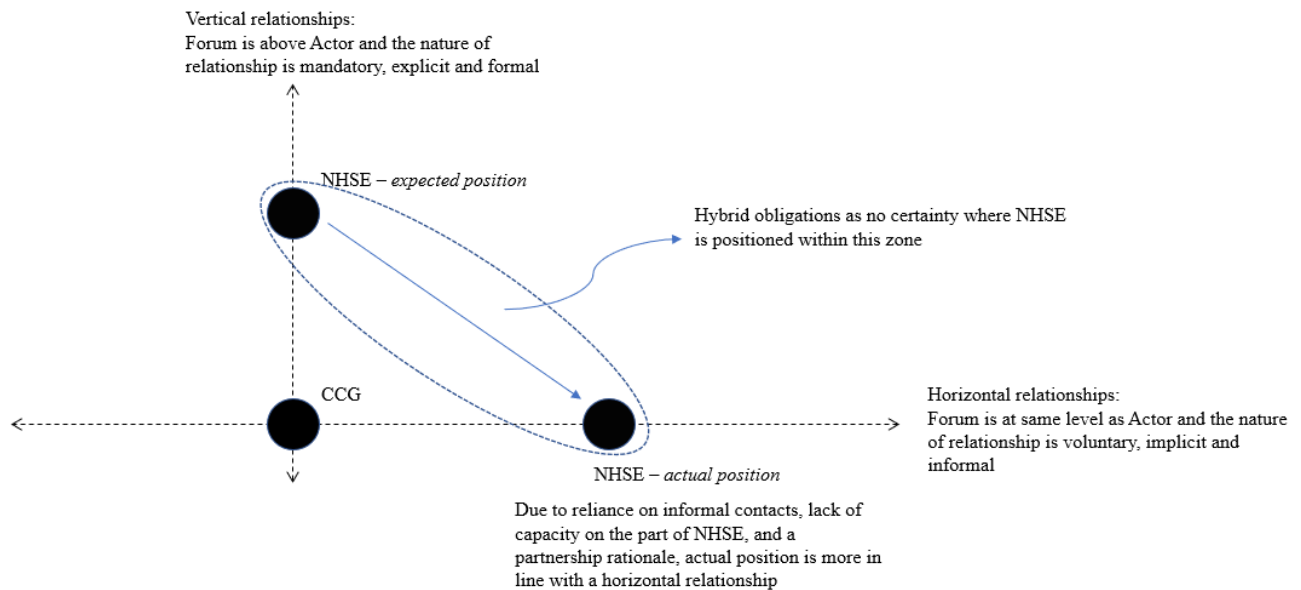 Vertical relationships:
Forum is above Actor and the nature of
relationship is mandatory, explicit and formal
NHSE – expected position
Hybrid obligations as no certainty where NHSE
is positioned within this zone
CCG
Horizontal relationships:
Forum is at same level as Actor and the nature
of relationship is voluntary, implicit and
informal
NHSE – actual position
Due to reliance on informal contacts, lack of
capacity on the part of NHSE, and a
partnership rationale, actual position is more in
line with a horizontal relationship